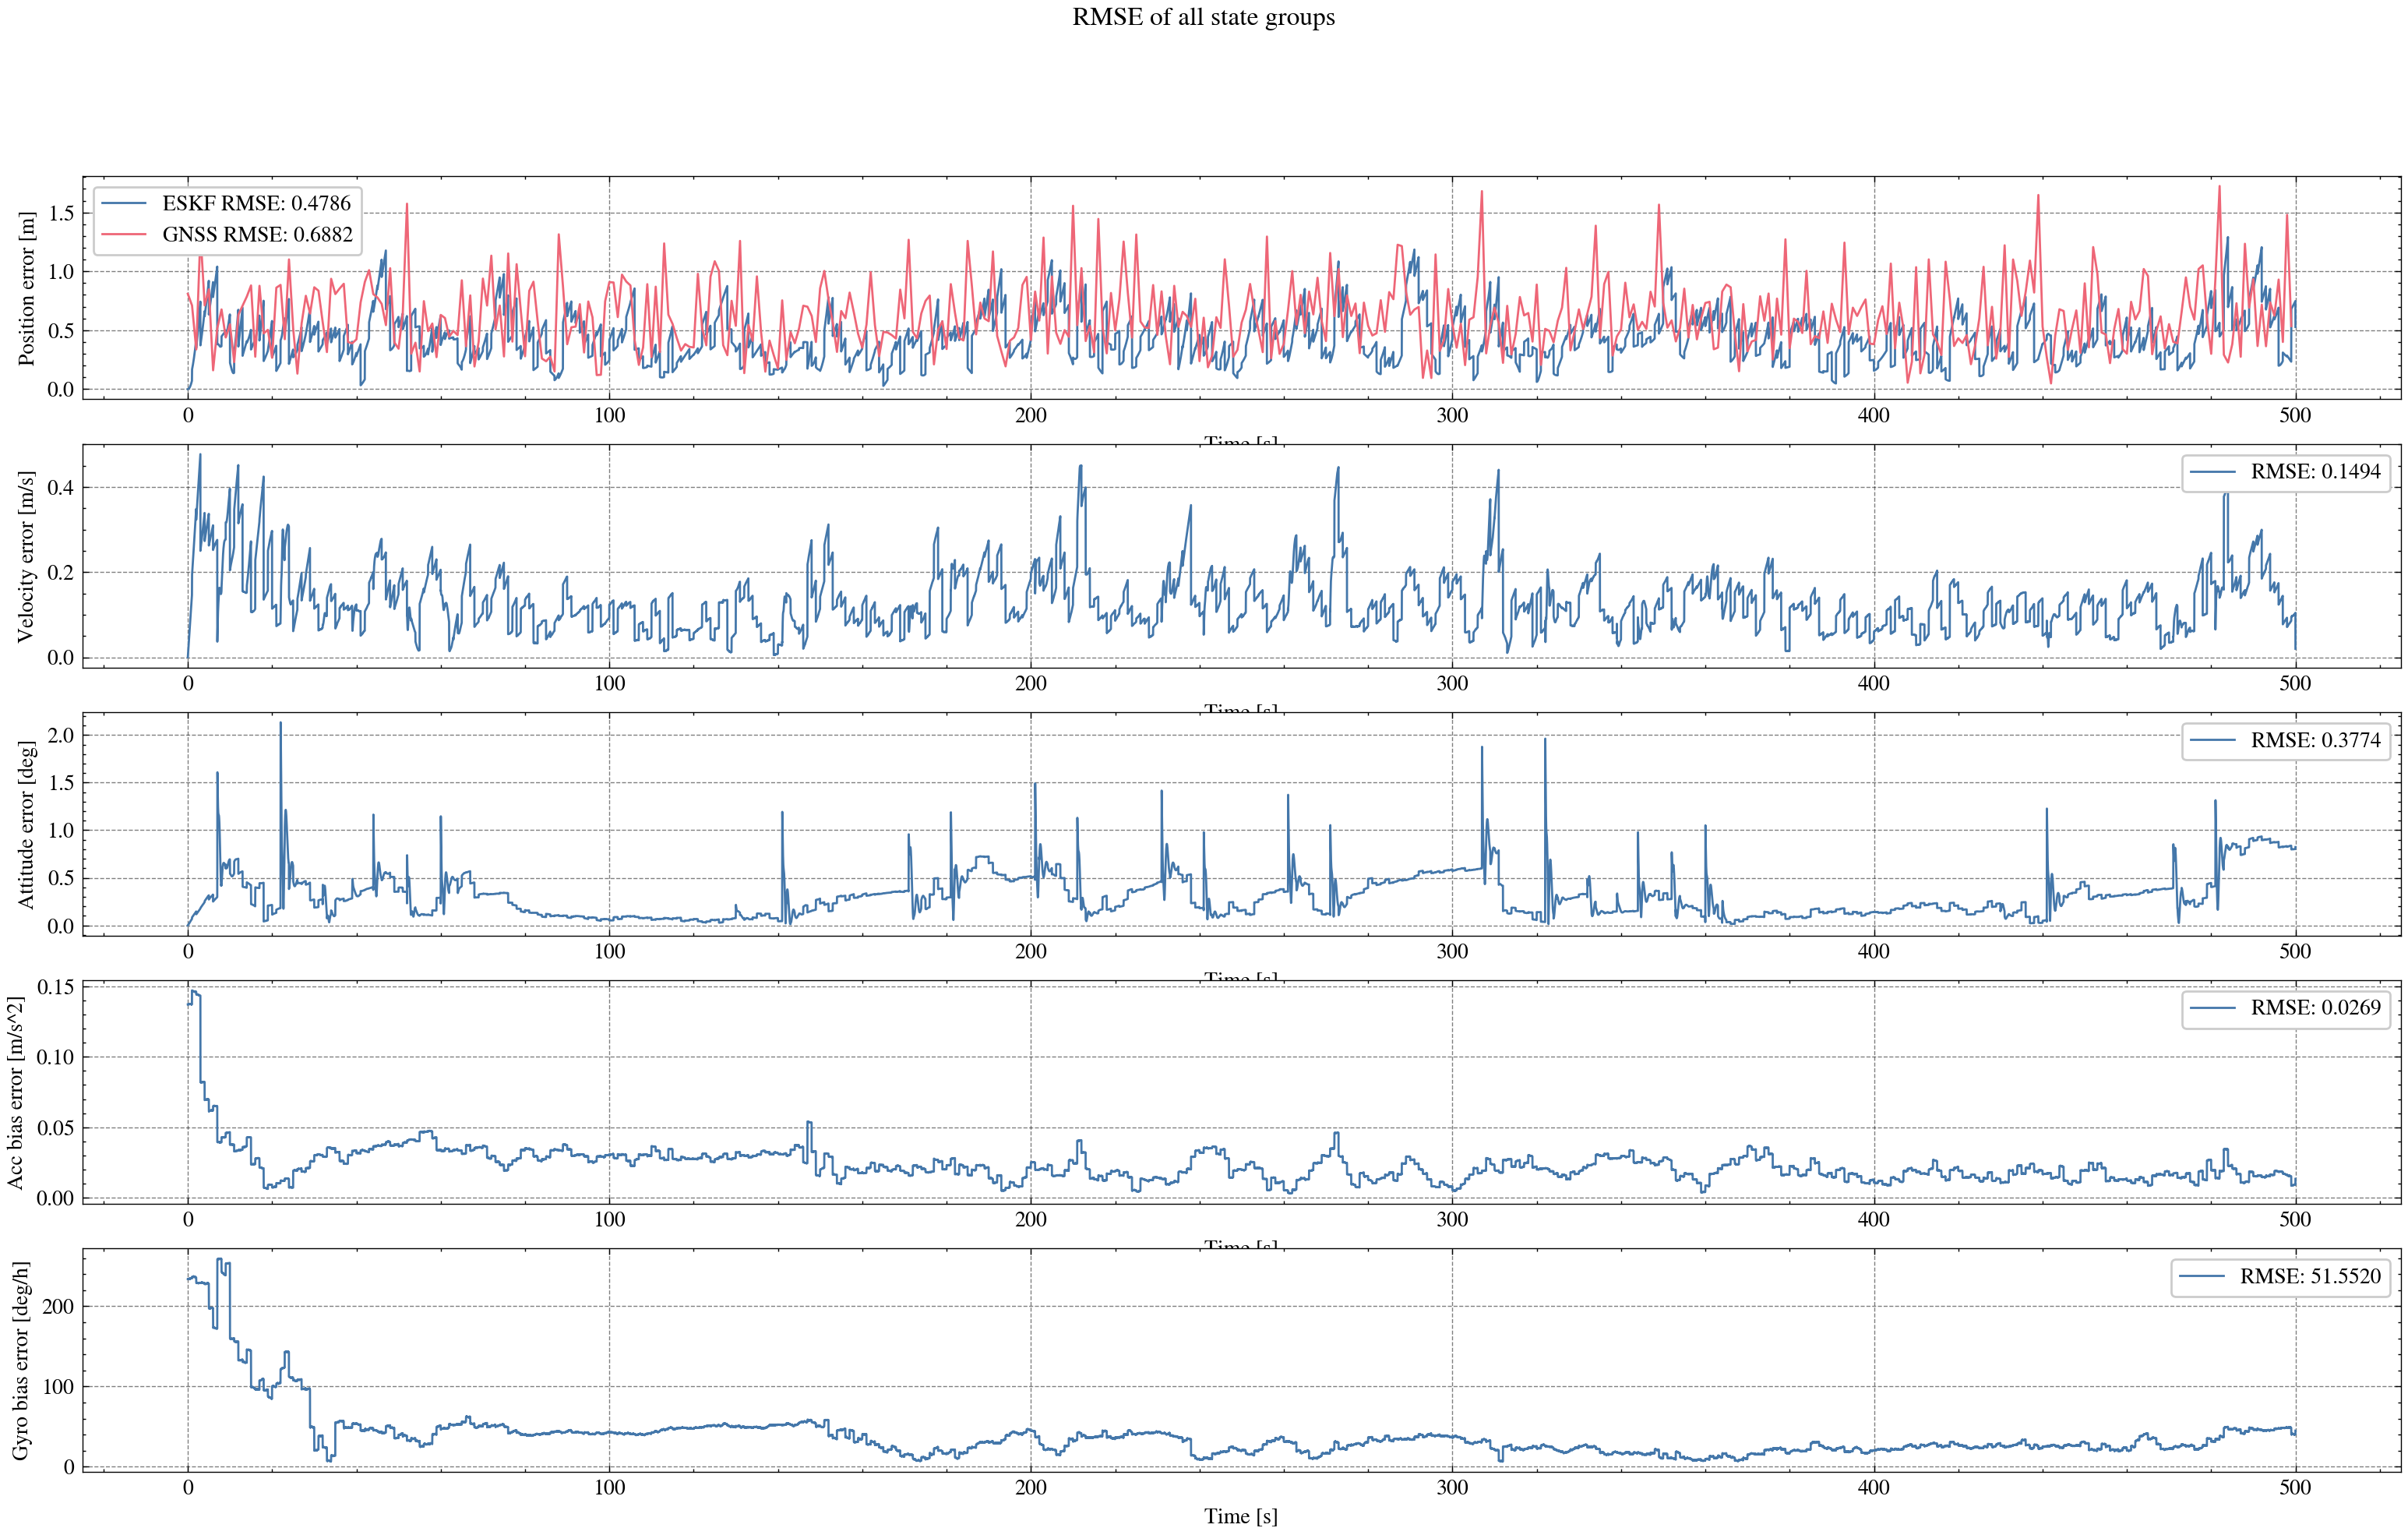 RMSE of all state groups
Position error [m]
1.5
1.0
0.5
0.0
ESKF RMSE: 0.4786
GNSS RMSE: 0.6882
0 100 200 300 400 500
Time [s]
Velocity error [m/s]
0.4
0.2
0.0
RMSE: 0.1494
0 100 200 300 400 500
Time [s]
Attitude error [deg]
2.0
1.5
1.0
0.5
0.0
RMSE: 0.3774
0 100 200 300 400 500
Time [s]
Acc bias error [m/s^2]
0.15
0.10
0.05
0.00
RMSE: 0.0269
0 100 200 300 400 500
Time [s]
Gyro bias error [deg/h]
200
100
0
RMSE: 51.5520
0 100 200 300 400 500
Time [s]